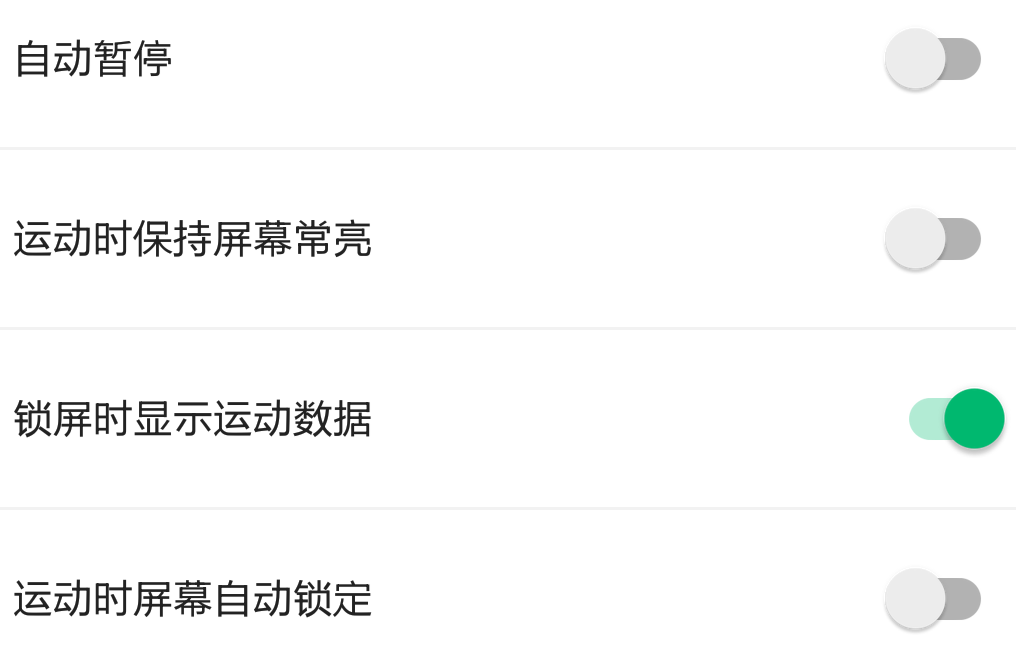 自动暂停
运动时保持屏幕常亮
锁屏时显示运动数据
运动时屏幕自动锁定